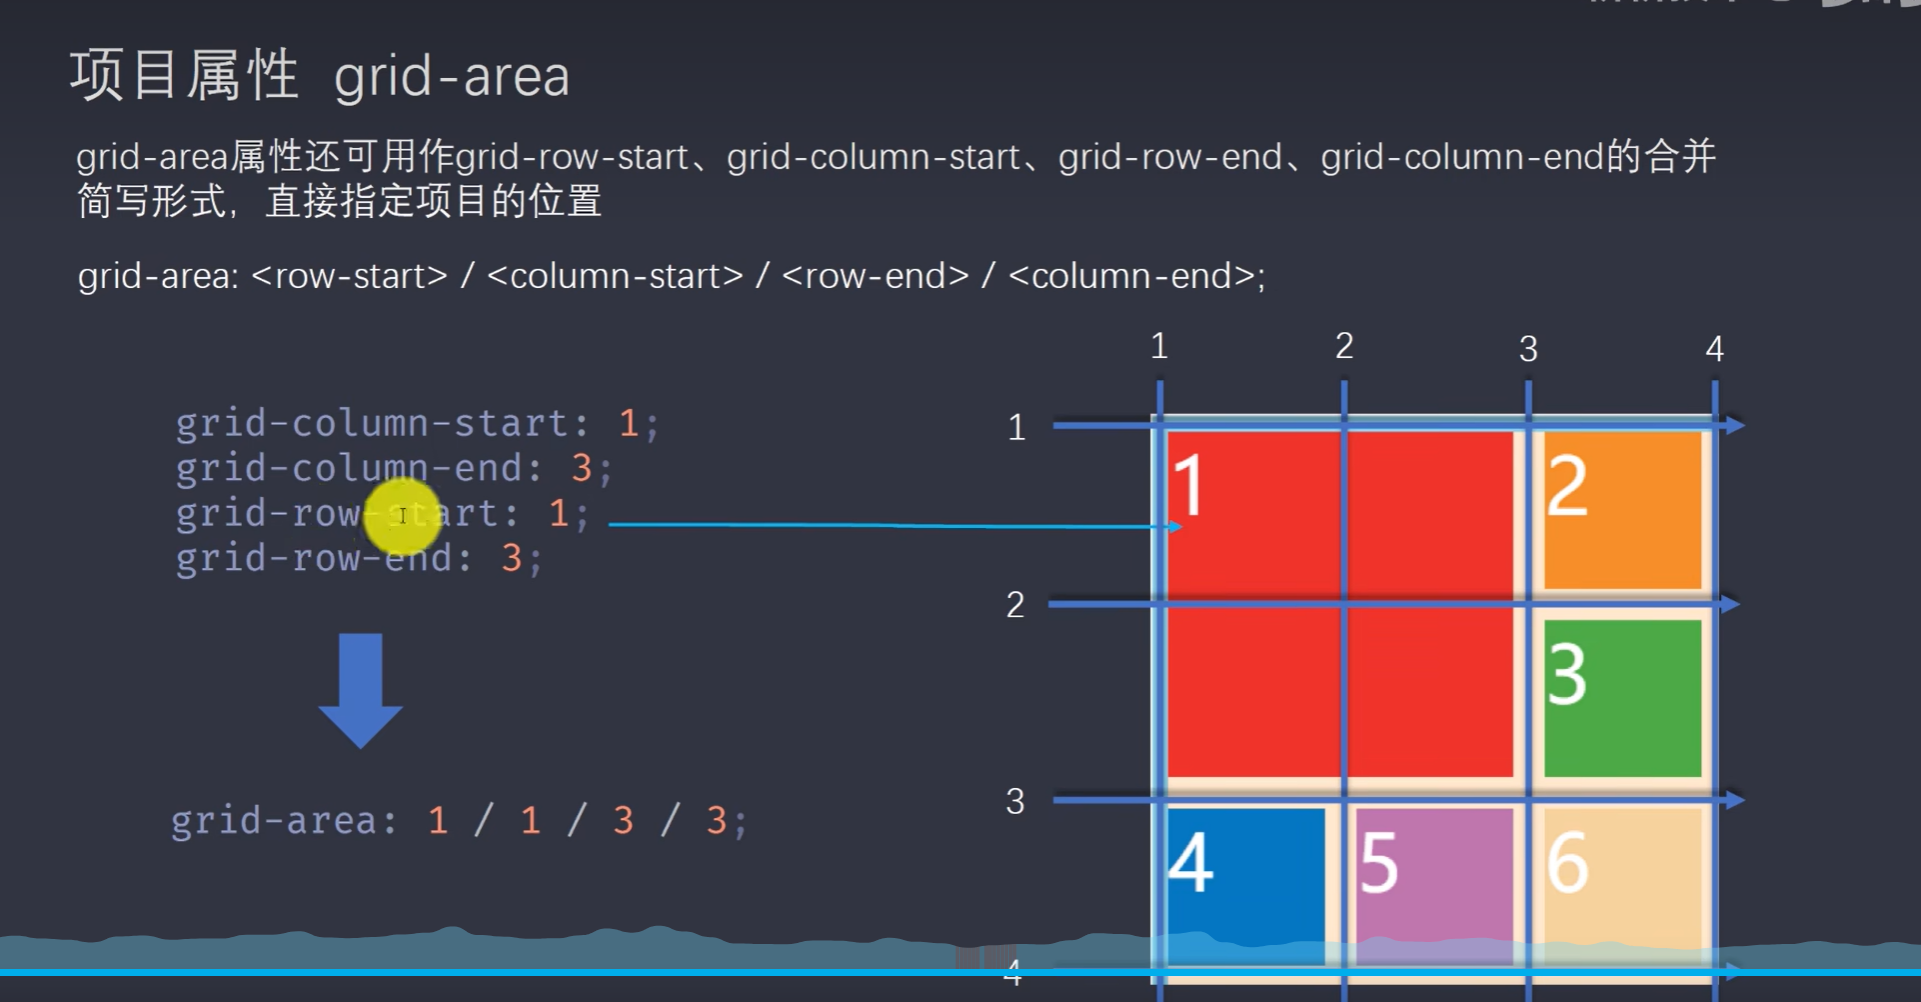 项目属性 grid-area
grid-area属性还可用作grid-row-start、grid-column-start、grid-row-end、grid-column-end的合并
简写形式，直接指定项目的位置
grid-area: <row-start> / <column-start> / <row-end> / <column-end>;
1 2 3 4
grid-column-start: 1;
grid-column-end: 3;
grid-row-start: 1;
grid-row-end: 3;
grid-area: 1 / 1 / 3 / 3;
1
1 2
2
3
3
4 5 6
4